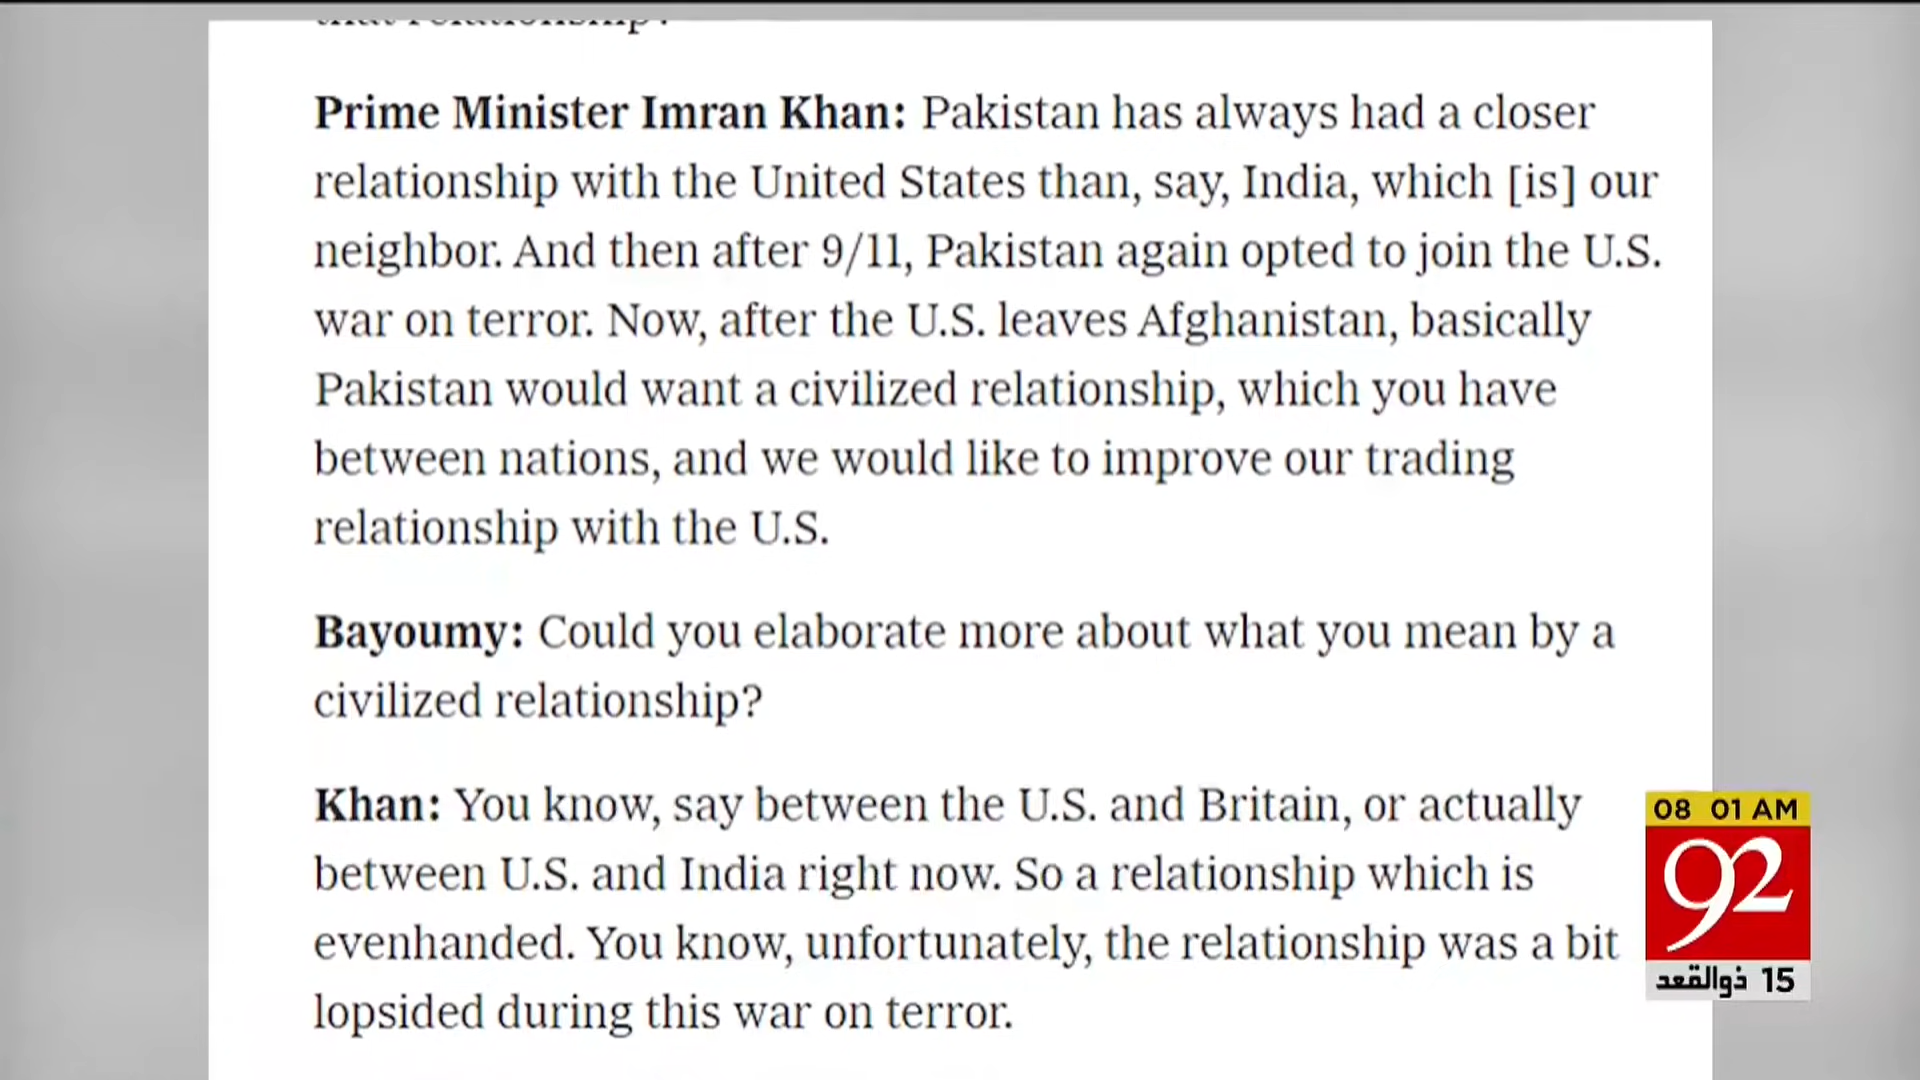 that relationship?
Prime Minister Imran Khan: Pakistan has always had a closer
relationship with the United States than, say, India, which [is] our
neighbor. And then after 9/11, Pakistan again opted to join the U.S.
war on terror. Now, after the U.S. leaves Afghanistan, basically
Pakistan would want a civilized relationship, which you have
between nations, and we would like to improve our trading
relationship with the U.S.
Bayoumy: Could you elaborate more about what you mean by a
civilized relationship?
Khan: You know, say between the U.S. and Britain, or actually
between U.S. and India right now. So a relationship which is
evenhanded. You know, unfortunately, the relationship was a bit
lopsided during this war on terror.
08 01 AM
92
15 ذوالقعد